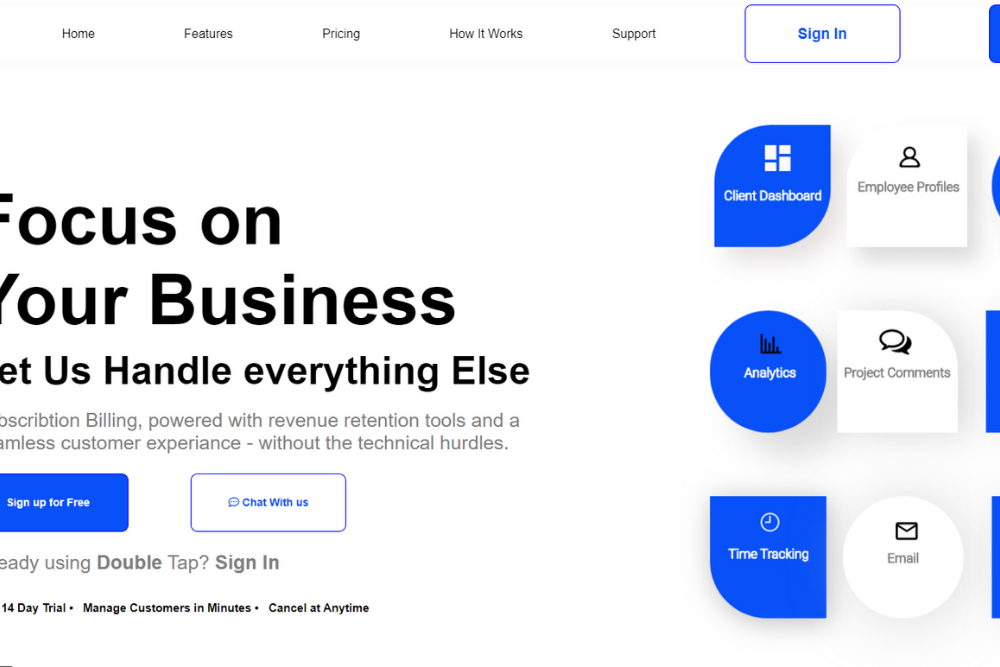 Home Features Pricing How It Works Support Sign In
Client Dashboard Employee Profiles
Focus on
Your Business
et Us Handle everything Else
Analytics Project Comments
bscribtion Billing, powered with revenue retention tools and a
amless customer experiance - without the technical hurdles.
Sign up for Free Chat With us
Time Tracking Email
eady using Double Tap? Sign In
14 Day Trial • Manage Customers in Minutes • Cancel at Anytime